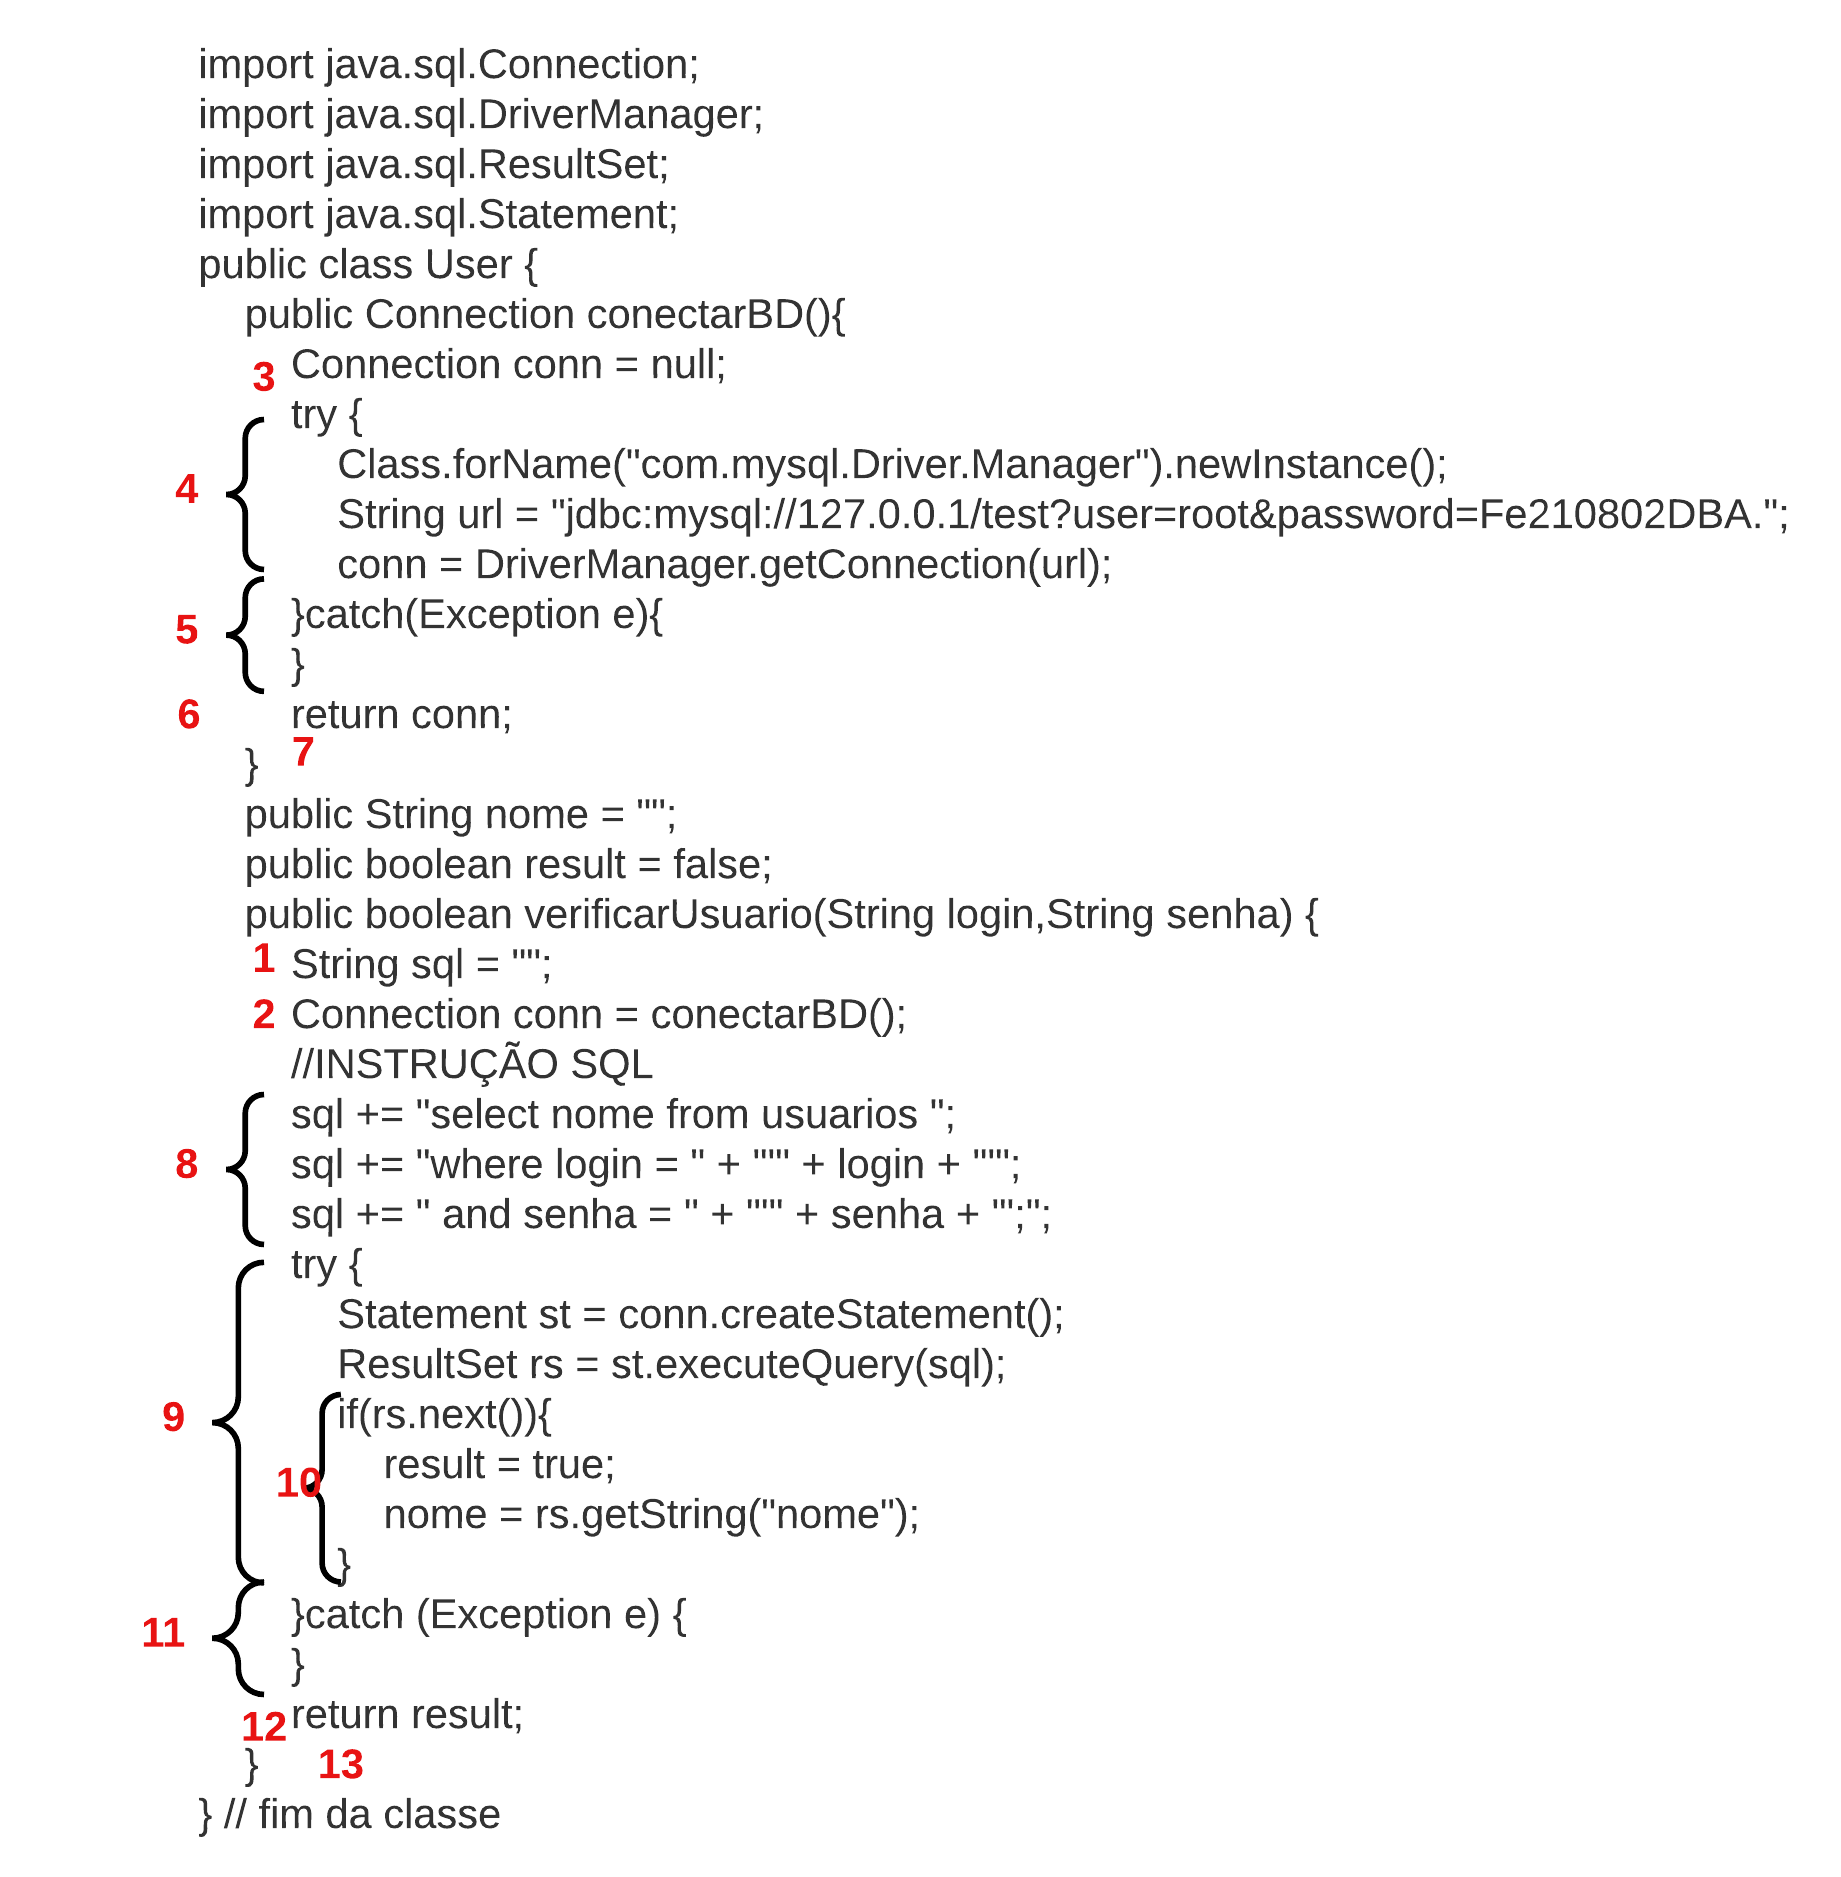 import java.sql.Connection;
import java.sql.DriverManager;
import java.sql.ResultSet;
import java.sql.Statement;
public class User {
public Connection conectarBD(){
3 Connection conn = null;
try {
Class.forName("com.mysql.Driver.Manager").newInstance();
4
String url = "jdbc:mysql://127.0.0.1/test?user=root&password=Fe210802DBA.";
conn = DriverManager.getConnection(url);
}catch(Exception e){
5
}
6 return conn;
7
}
public String nome = "";
public boolean result = false;
public boolean verificarUsuario(String login,String senha) {
1 String sql = "";
2 Connection conn = conectarBD();
//INSTRUÇÃO SQL
sql += "select nome from usuarios ";
8 sql += "where login = " + "'" + login + "'";
sql += " and senha = " + "'" + senha + "';";
try {
Statement st = conn.createStatement();
ResultSet rs = st.executeQuery(sql);
9 if(rs.next()){
10 result = true;
nome = rs.getString("nome");
}
}catch (Exception e) {
11
}
12 return result;
} 13
} // fim da classe